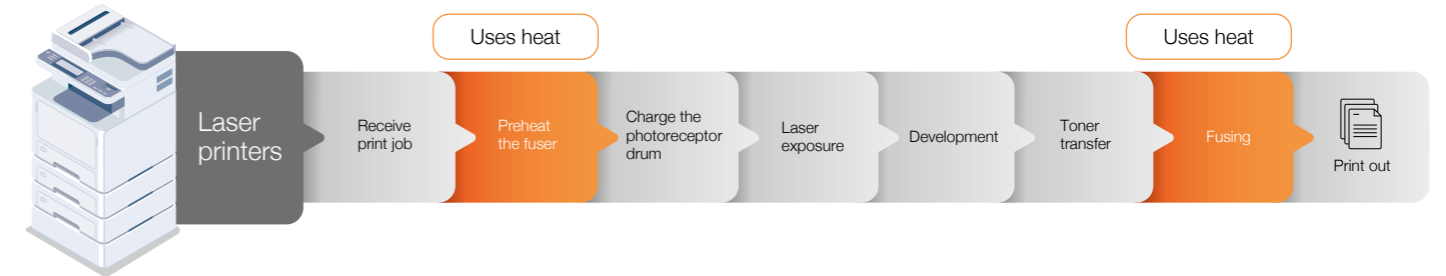 Uses heat
Uses heat
Laser
printers
Receive
print job
Preheat
the fuser
Charge the
photoreceptor
drum
Laser
exposure
Development
Toner
transfer
Fusing
Print out